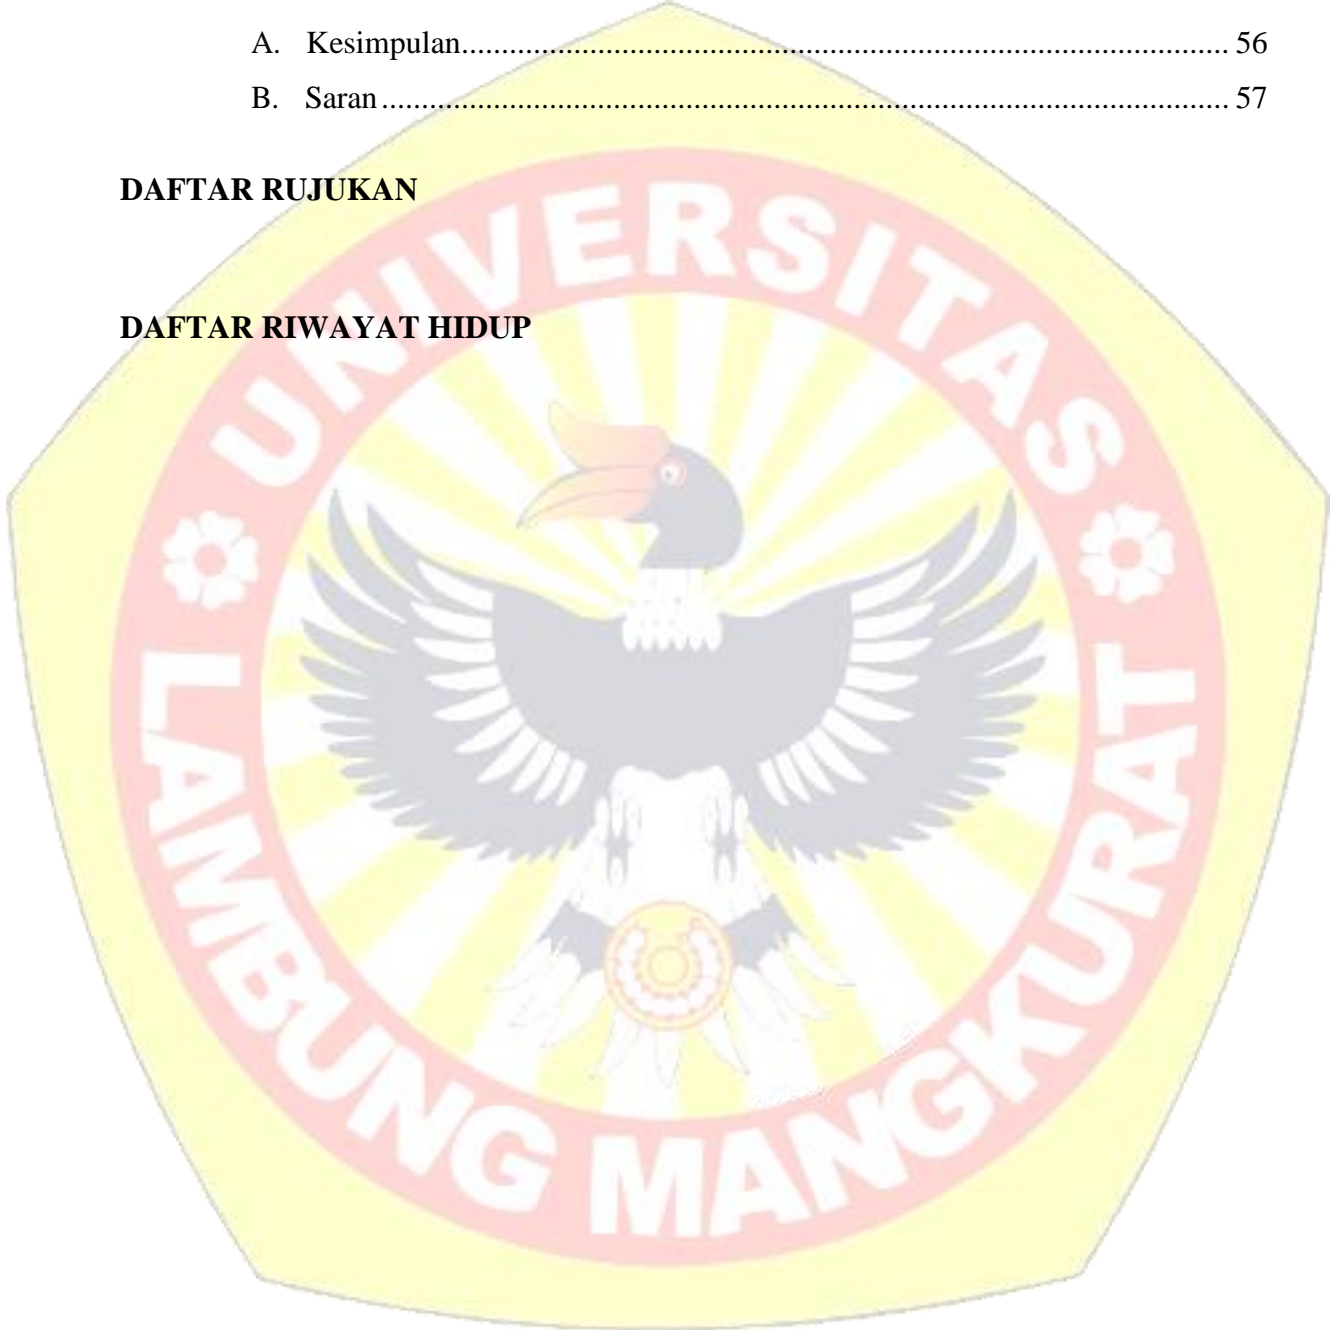 A. Kesimpulan................................................................................................ 56
B. Saran.......................................................................................................... 57
DAFTAR RUJUKAN
DAFTAR RIWAYAT HIDUP
UNIVERSITAS
LAMBUNG MANGKURAT